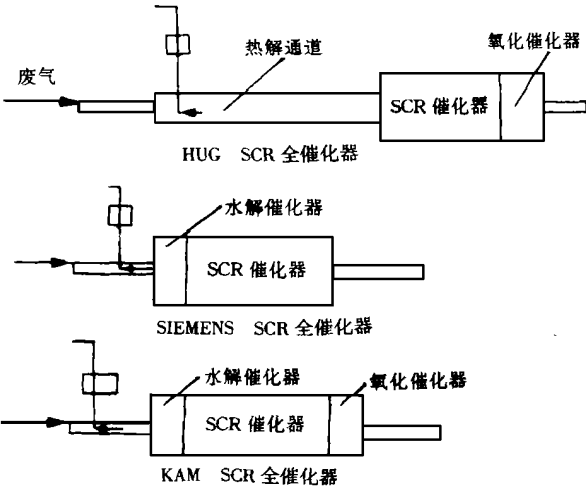 氧化催化器
热解通道
废气
SCR 催化器
HUG SCR 全催化器
水解催化器
SCR 催化器
SIEMENS SCR 全催化器
水解催化器
氧化催化器
SCR 催化器
KAM SCR 全催化器